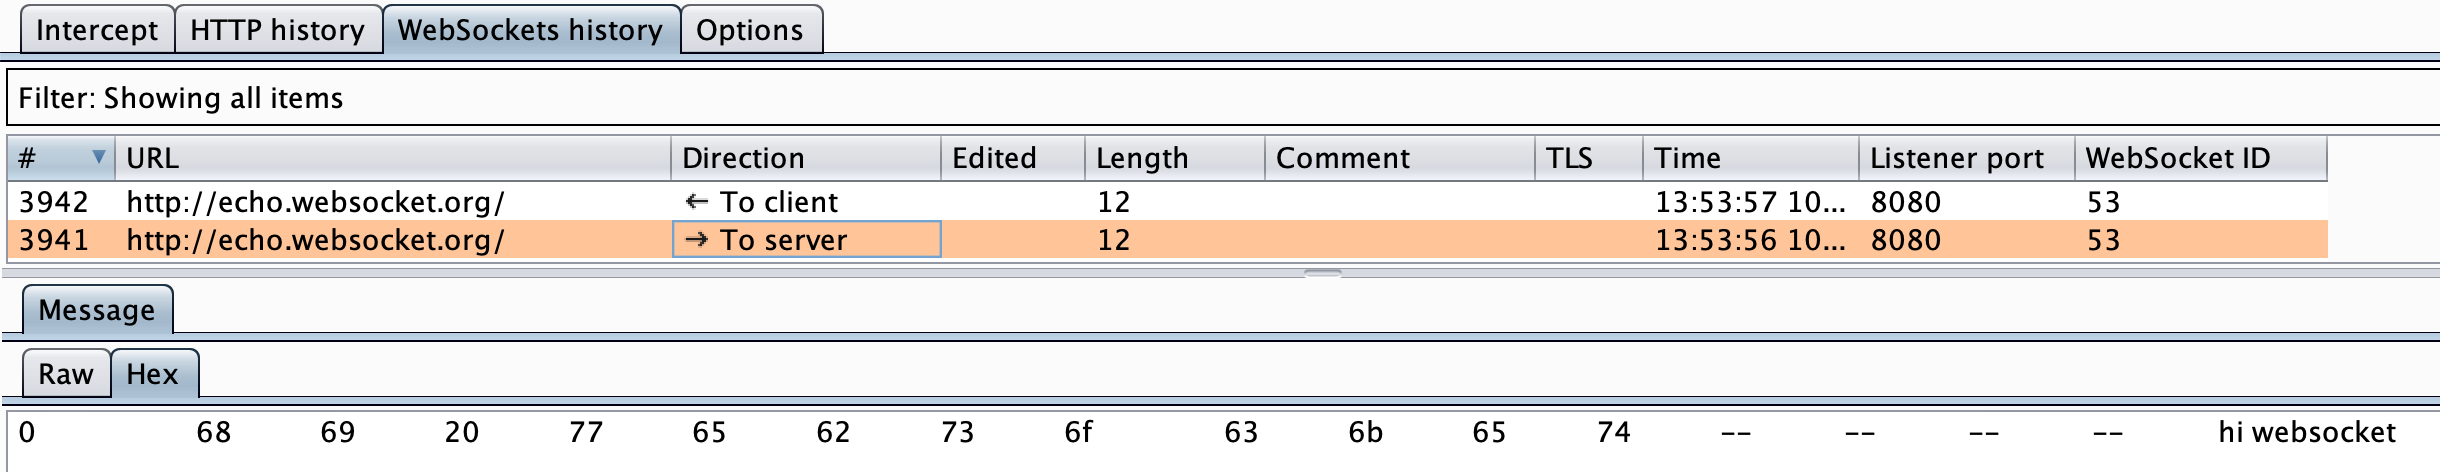 Intercept HTTP history WebSockets history Options
Filter: Showing all items
# URL Direction Edited Length Comment TLS Time Listener port WebSocket ID
3942 http://echo.websocket.org/ ← To client 12 13:53:57 10... 8080 53
3941 http://echo.websocket.org/ → To server 12 13:53:56 10... 8080 53
Message
Raw Hex
0 68 69 20 77 65 62 73 6f 63 6b 65 74 -- -- -- -- hi websocket